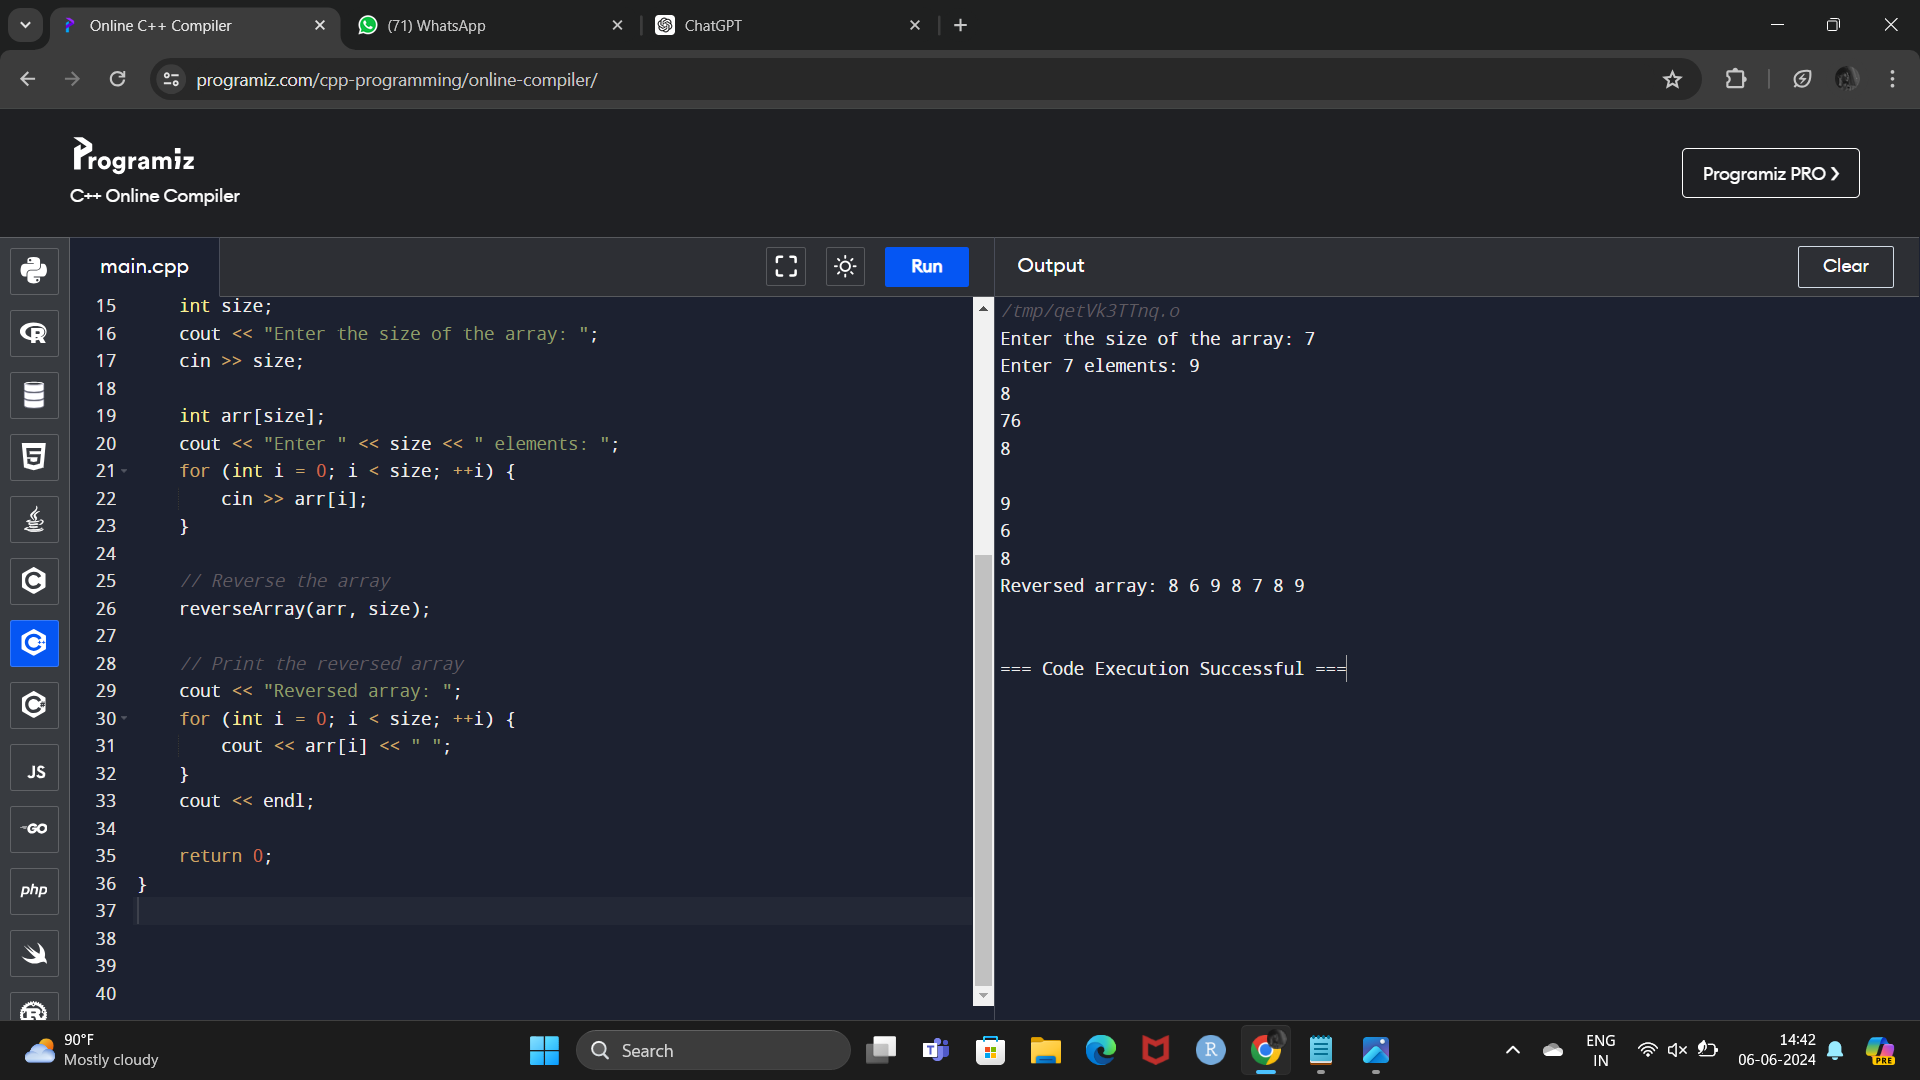 Online C++ Compiler
(71) WhatsApp
ChatGPT
programiz.com/cpp-programming/online-compiler/
Programiz
C++ Online Compiler
Programiz PRO ❯
main.cpp
Run
Output
Clear
15 int size;
16 cout << "Enter the size of the array: ";
17 cin >> size;
18
19 int arr[size];
20 cout << "Enter " << size << " elements: ";
21 for (int i = 0; i < size; ++i) {
22 cin >> arr[i];
23 }
24
25 // Reverse the array
26 reverseArray(arr, size);
27
28 // Print the reversed array
29 cout << "Reversed array: ";
30 for (int i = 0; i < size; ++i) {
31 cout << arr[i] << " ";
32 }
33 cout << endl;
34
35 return 0;
36 }
37
38
39
40
/tmp/qetVk3TTnq.o
Enter the size of the array: 7
Enter 7 elements: 9
8
76
8
9
6
8
Reversed array: 8 6 9 8 7 8 9
=== Code Execution Successful ===
JS
GO
php
90°F
Mostly cloudy
Search
ENG
IN
14:42
06-06-2024
PRE